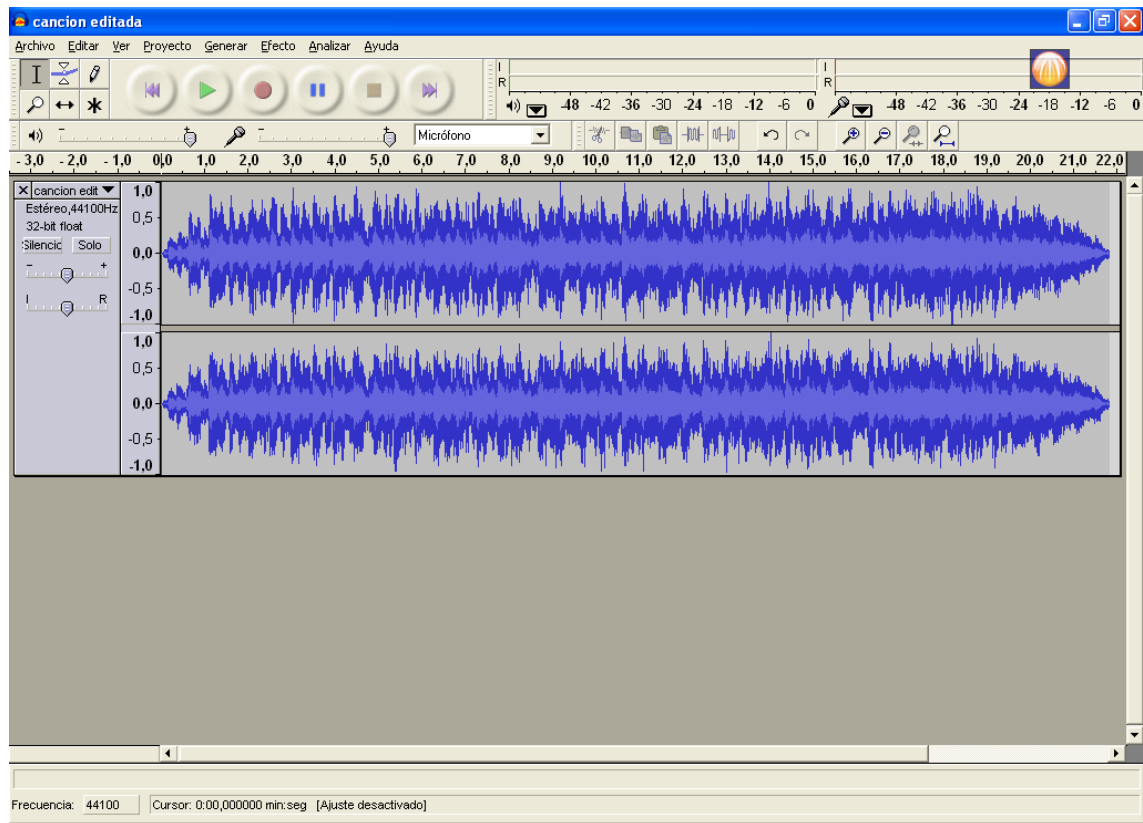 cancion editada
Archivo Editar Ver Proyecto Generar Efecto Analizar Ayuda
l l
R R
-48 -42 -36 -30 -24 -18 -12 -6 0 -48 -42 -36 -30 -24 -18 -12 -6 0
Micrófono
- 3,0 - 2,0 - 1,0 0,0 1,0 2,0 3,0 4,0 5,0 6,0 7,0 8,0 9,0 10,0 11,0 12,0 13,0 14,0 15,0 16,0 17,0 18,0 19,0 20,0 21,0 22,0
cancion edit 1,0
Estéreo,44100Hz
32-bit float 0,5
Silencic Solo
0,0
- +
-0,5
l R
-1,0
1,0
0,5
0,0
-0,5
-1,0
Frecuencia: 44100 Cursor: 0:00,000000 min:seg [Ajuste desactivado]